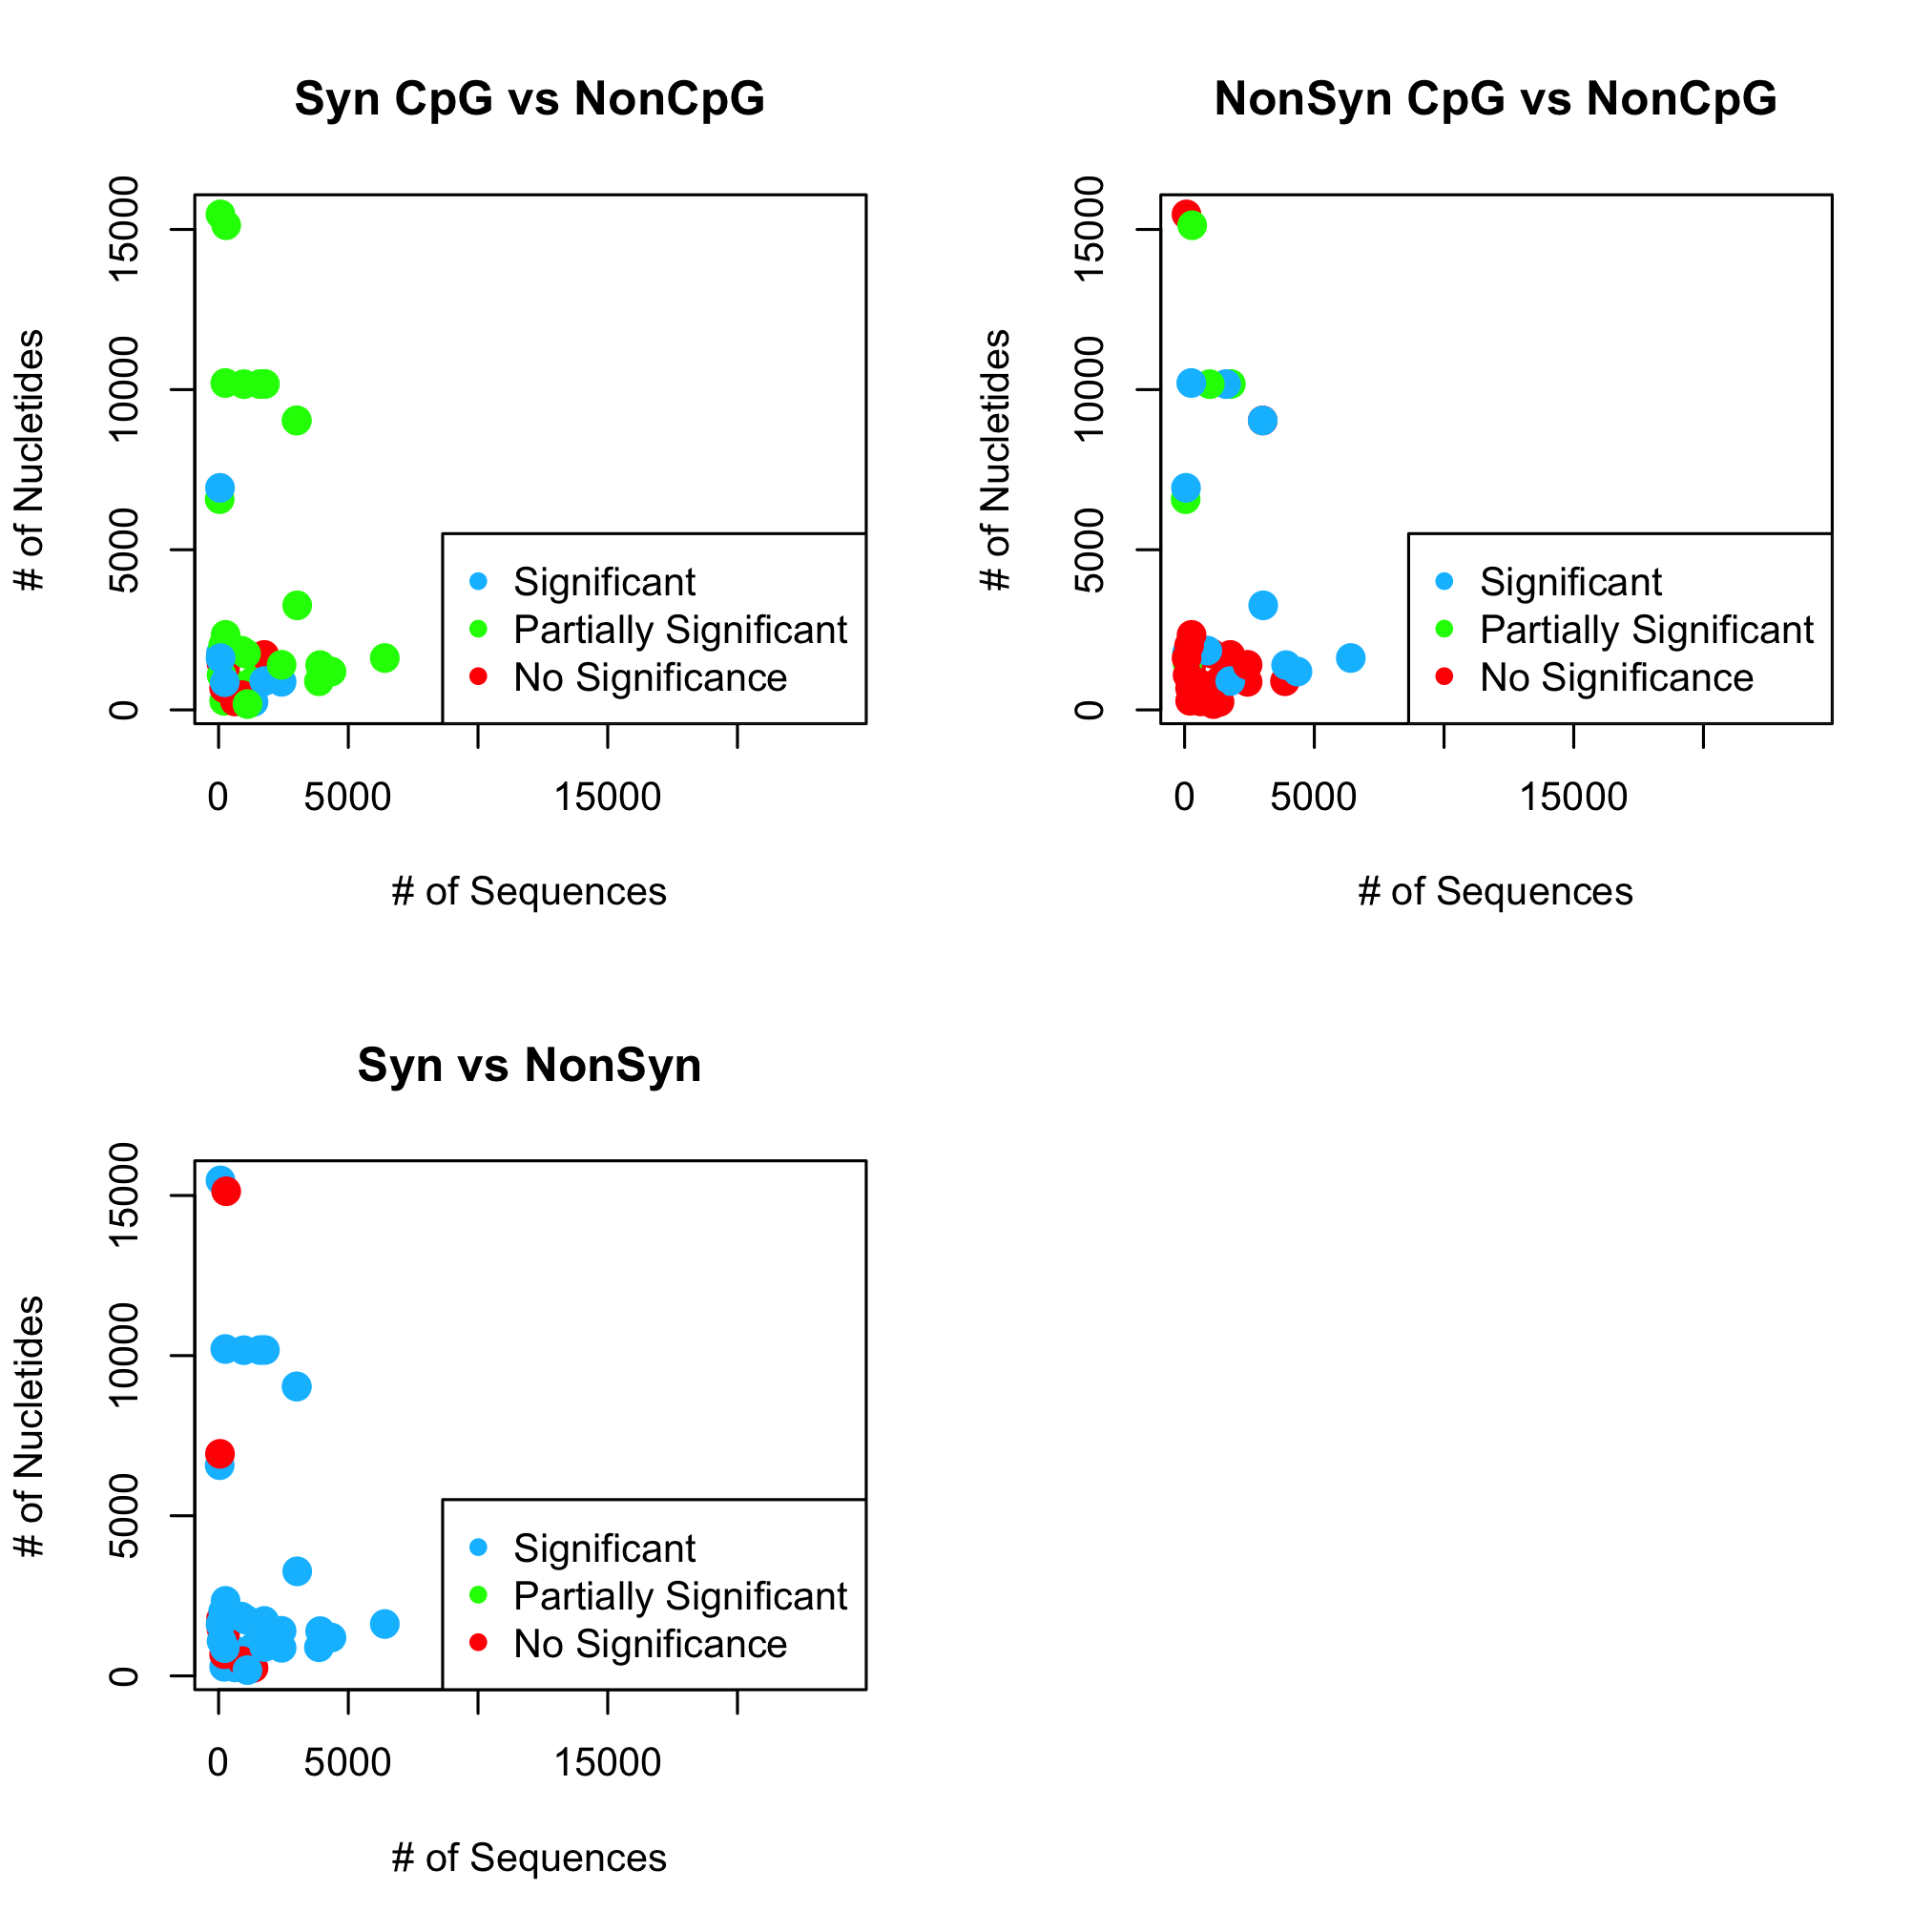 Syn CpG vs NonCpG
# of Nucletides
15000
10000
5000
0
Significant
Partially Significant
No Significance
0 5000 15000
# of Sequences
NonSyn CpG vs NonCpG
# of Nucletides
15000
10000
5000
0
Significant
Partially Significant
No Significance
0 5000 15000
# of Sequences
Syn vs NonSyn
# of Nucletides
15000
10000
5000
0
Significant
Partially Significant
No Significance
0 5000 15000
# of Sequences